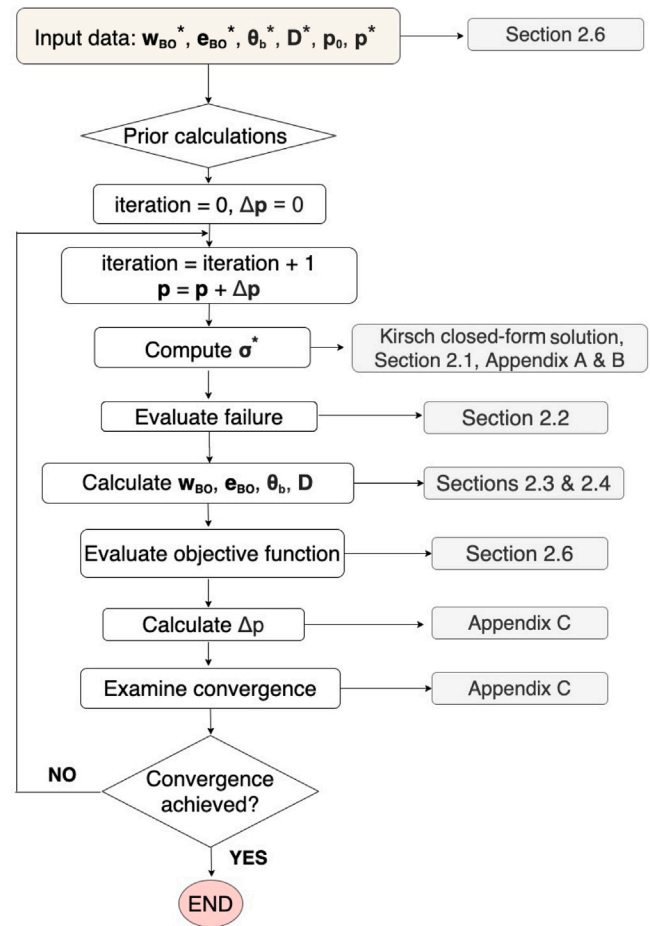 Input data: w_BO*, e_BO*, θ_b*, D*, p_0, p*
Section 2.6
Prior calculations
iteration = 0, Δp = 0
iteration = iteration + 1
p = p + Δp
Compute σ*
Kirsch closed-form solution,
Section 2.1, Appendix A & B
Evaluate failure
Section 2.2
Calculate w_BO, e_BO, θ_b, D
Sections 2.3 & 2.4
Evaluate objective function
Section 2.6
Calculate Δp
Appendix C
Examine convergence
Appendix C
Convergence
achieved?
NO
YES
END